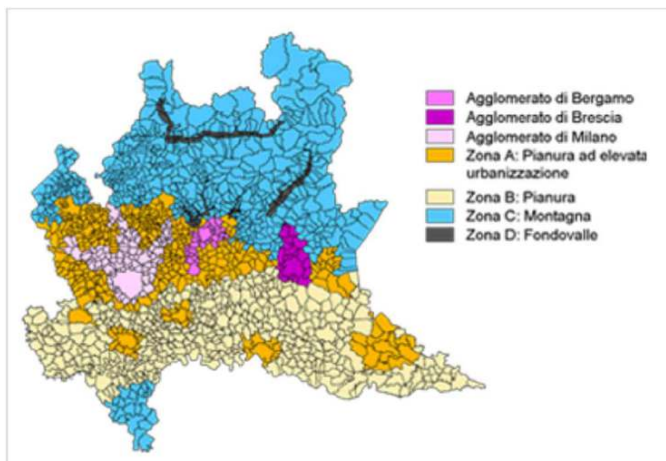 Agglomerato di Bergamo
Agglomerato di Brescia
Agglomerato di Milano
Zona A: Pianura ad elevata
urbanizzazione
Zona B: Pianura
Zona C: Montagna
Zona D: Fondovalle